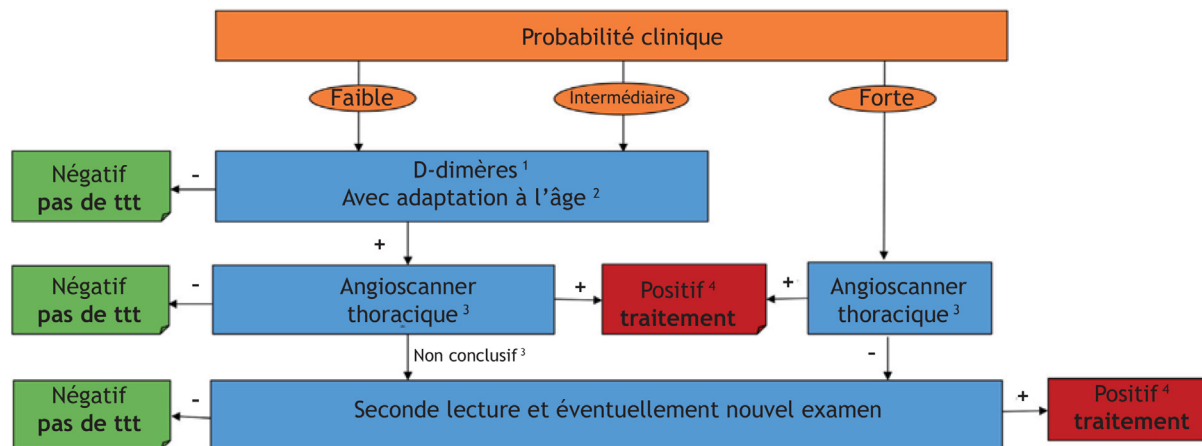 Probabilité clinique
Faible
Intermédiaire
Forte
Négatif
pas de ttt
-
D-dimères ¹
Avec adaptation à l’âge ²
+
Négatif
pas de ttt
-
Angioscanner
thoracique ³
+
Positif ⁴
traitement
+
Angioscanner
thoracique ³
Non conclusif ³
-
Négatif
pas de ttt
-
Seconde lecture et éventuellement nouvel examen
+
Positif ⁴
traitement